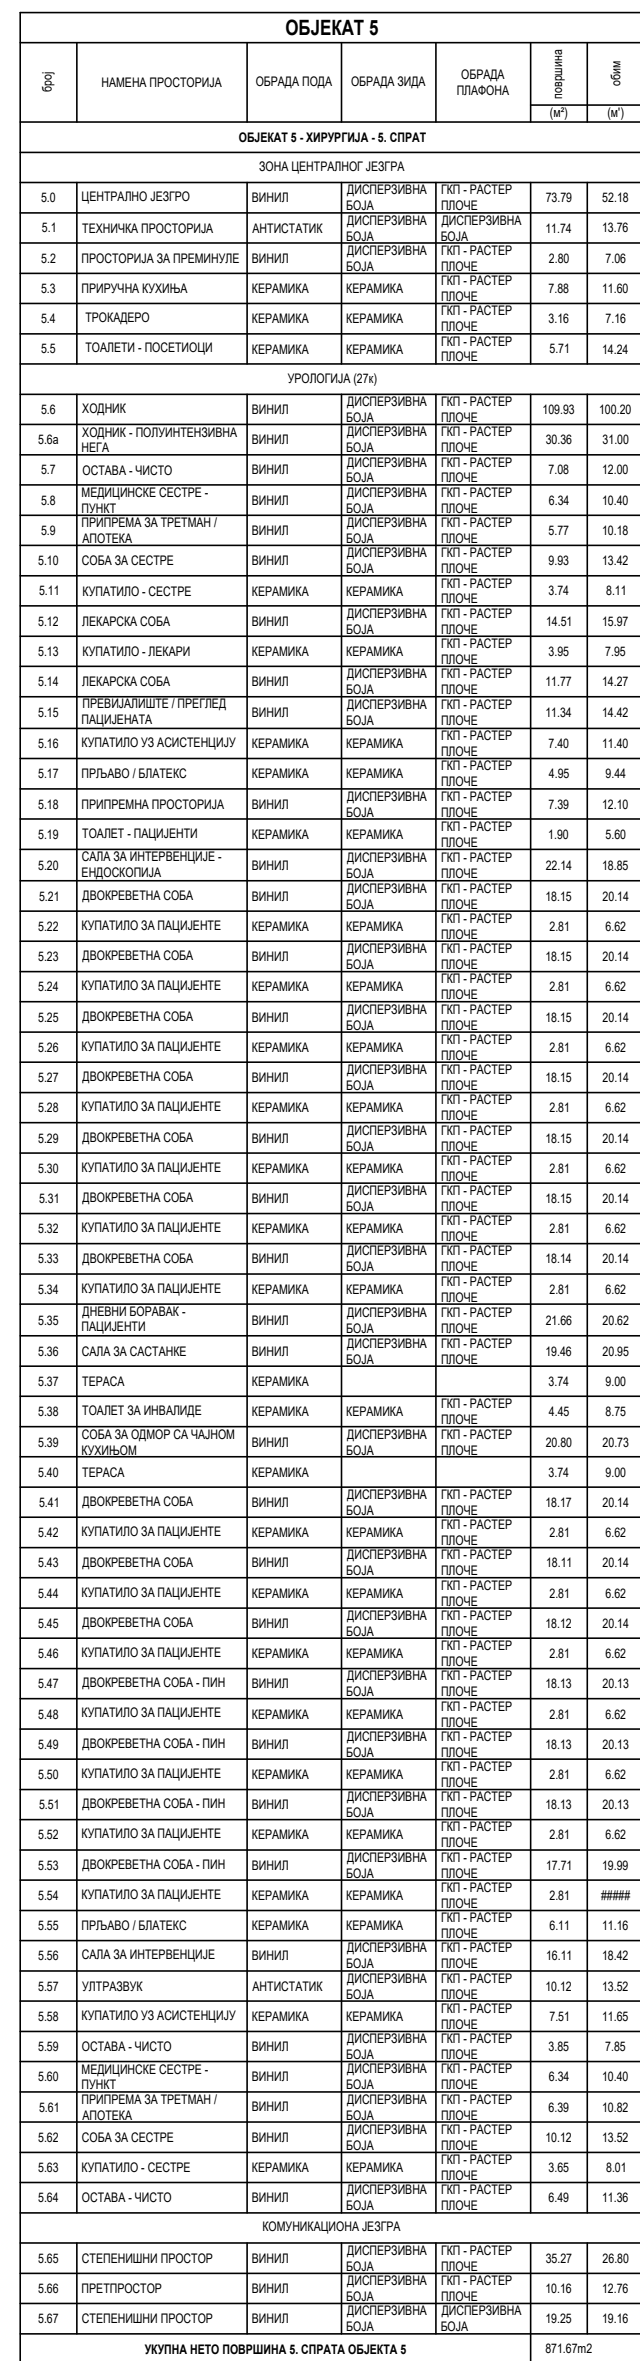 ОБЈЕКАТ 5
број НАМЕНА ПРОСТОРИЈА ОБРАДА ПОДА ОБРАДА ЗИДА ОБРАДА ПЛАФОНА површина обим
(м²) (м')
ОБЈЕКАТ 5 - ХИРУРГИЈА - 5. СПРАТ
ЗОНА ЦЕНТРАЛНОГ ЈЕЗГРА
5.0 ЦЕНТРАЛНО ЈЕЗГРО ВИНИЛ ДИСПЕРЗИВНА БОЈА ГКП - РАСТЕР ПЛОЧЕ 73.79 52.18
5.1 ТЕХНИЧКА ПРОСТОРИЈА АНТИСТАТИК ДИСПЕРЗИВНА БОЈА ДИСПЕРЗИВНА БОЈА 11.74 13.76
5.2 ПРОСТОРИЈА ЗА ПРЕМИНУЛЕ ВИНИЛ ДИСПЕРЗИВНА БОЈА ГКП - РАСТЕР ПЛОЧЕ 2.80 7.06
5.3 ПРИРУЧНА КУХИЊА КЕРАМИКА КЕРАМИКА ГКП - РАСТЕР ПЛОЧЕ 7.88 11.60
5.4 ТРОКАДЕРО КЕРАМИКА КЕРАМИКА ГКП - РАСТЕР ПЛОЧЕ 3.16 7.16
5.5 ТОАЛЕТИ - ПОСЕТИОЦИ КЕРАМИКА КЕРАМИКА ГКП - РАСТЕР ПЛОЧЕ 5.71 14.24
УРОЛОГИЈА (27к)
5.6 ХОДНИК ВИНИЛ ДИСПЕРЗИВНА БОЈА ГКП - РАСТЕР ПЛОЧЕ 109.93 100.20
5.6а ХОДНИК - ПОЛУИНТЕНЗИВНА НЕГА ВИНИЛ ДИСПЕРЗИВНА БОЈА ГКП - РАСТЕР ПЛОЧЕ 30.36 31.00
5.7 ОСТАВА - ЧИСТО ВИНИЛ ДИСПЕРЗИВНА БОЈА ГКП - РАСТЕР ПЛОЧЕ 7.08 12.00
5.8 МЕДИЦИНСКЕ СЕСТРЕ - ПУНКТ ВИНИЛ ДИСПЕРЗИВНА БОЈА ГКП - РАСТЕР ПЛОЧЕ 6.34 10.40
5.9 ПРИПРЕМА ЗА ТРЕТМАН / АПОТЕКА ВИНИЛ ДИСПЕРЗИВНА БОЈА ГКП - РАСТЕР ПЛОЧЕ 5.77 10.18
5.10 СОБА ЗА СЕСТРЕ ВИНИЛ ДИСПЕРЗИВНА БОЈА ГКП - РАСТЕР ПЛОЧЕ 9.93 13.42
5.11 КУПАТИЛО - СЕСТРЕ КЕРАМИКА КЕРАМИКА ГКП - РАСТЕР ПЛОЧЕ 3.74 8.11
5.12 ЛЕКАРСКА СОБА ВИНИЛ ДИСПЕРЗИВНА БОЈА ГКП - РАСТЕР ПЛОЧЕ 14.51 15.97
5.13 КУПАТИЛО - ЛЕКАРИ КЕРАМИКА КЕРАМИКА ГКП - РАСТЕР ПЛОЧЕ 3.95 7.95
5.14 ЛЕКАРСКА СОБА ВИНИЛ ДИСПЕРЗИВНА БОЈА ГКП - РАСТЕР ПЛОЧЕ 11.77 14.27
5.15 ПРЕВИЈАЛИШТЕ / ПРЕГЛЕД ПАЦИЈЕНАТА ВИНИЛ ДИСПЕРЗИВНА БОЈА ГКП - РАСТЕР ПЛОЧЕ 11.34 14.42
5.16 КУПАТИЛО УЗ АСИСТЕНЦИЈУ КЕРАМИКА КЕРАМИКА ГКП - РАСТЕР ПЛОЧЕ 7.40 11.40
5.17 ПРЉАВО / БЛАТЕКС КЕРАМИКА КЕРАМИКА ГКП - РАСТЕР ПЛОЧЕ 4.95 9.44
5.18 ПРИПРЕМНА ПРОСТОРИЈА ВИНИЛ ДИСПЕРЗИВНА БОЈА ГКП - РАСТЕР ПЛОЧЕ 7.39 12.10
5.19 ТОАЛЕТ - ПАЦИЈЕНТИ КЕРАМИКА КЕРАМИКА ГКП - РАСТЕР ПЛОЧЕ 1.90 5.60
5.20 САЛА ЗА ИНТЕРВЕНЦИЈЕ - ЕНДОСКОПИЈА ВИНИЛ ДИСПЕРЗИВНА БОЈА ГКП - РАСТЕР ПЛОЧЕ 22.14 18.85
5.21 ДВОКРЕВЕТНА СОБА ВИНИЛ ДИСПЕРЗИВНА БОЈА ГКП - РАСТЕР ПЛОЧЕ 18.15 20.14
5.22 КУПАТИЛО ЗА ПАЦИЈЕНТЕ КЕРАМИКА КЕРАМИКА ГКП - РАСТЕР ПЛОЧЕ 2.81 6.62
5.23 ДВОКРЕВЕТНА СОБА ВИНИЛ ДИСПЕРЗИВНА БОЈА ГКП - РАСТЕР ПЛОЧЕ 18.15 20.14
5.24 КУПАТИЛО ЗА ПАЦИЈЕНТЕ КЕРАМИКА КЕРАМИКА ГКП - РАСТЕР ПЛОЧЕ 2.81 6.62
5.25 ДВОКРЕВЕТНА СОБА ВИНИЛ ДИСПЕРЗИВНА БОЈА ГКП - РАСТЕР ПЛОЧЕ 18.15 20.14
5.26 КУПАТИЛО ЗА ПАЦИЈЕНТЕ КЕРАМИКА КЕРАМИКА ГКП - РАСТЕР ПЛОЧЕ 2.81 6.62
5.27 ДВОКРЕВЕТНА СОБА ВИНИЛ ДИСПЕРЗИВНА БОЈА ГКП - РАСТЕР ПЛОЧЕ 18.15 20.14
5.28 КУПАТИЛО ЗА ПАЦИЈЕНТЕ КЕРАМИКА КЕРАМИКА ГКП - РАСТЕР ПЛОЧЕ 2.81 6.62
5.29 ДВОКРЕВЕТНА СОБА ВИНИЛ ДИСПЕРЗИВНА БОЈА ГКП - РАСТЕР ПЛОЧЕ 18.15 20.14
5.30 КУПАТИЛО ЗА ПАЦИЈЕНТЕ КЕРАМИКА КЕРАМИКА ГКП - РАСТЕР ПЛОЧЕ 2.81 6.62
5.31 ДВОКРЕВЕТНА СОБА ВИНИЛ ДИСПЕРЗИВНА БОЈА ГКП - РАСТЕР ПЛОЧЕ 18.15 20.14
5.32 КУПАТИЛО ЗА ПАЦИЈЕНТЕ КЕРАМИКА КЕРАМИКА ГКП - РАСТЕР ПЛОЧЕ 2.81 6.62
5.33 ДВОКРЕВЕТНА СОБА ВИНИЛ ДИСПЕРЗИВНА БОЈА ГКП - РАСТЕР ПЛОЧЕ 18.14 20.14
5.34 КУПАТИЛО ЗА ПАЦИЈЕНТЕ КЕРАМИКА КЕРАМИКА ГКП - РАСТЕР ПЛОЧЕ 2.81 6.62
5.35 ДНЕВНИ БОРАВАК - ПАЦИЈЕНТИ ВИНИЛ ДИСПЕРЗИВНА БОЈА ГКП - РАСТЕР ПЛОЧЕ 21.66 20.62
5.36 САЛА ЗА САСТАНКЕ ВИНИЛ ДИСПЕРЗИВНА БОЈА ГКП - РАСТЕР ПЛОЧЕ 19.46 20.95
5.37 ТЕРАСА КЕРАМИКА 3.74 9.00
5.38 ТОАЛЕТ ЗА ИНВАЛИДЕ КЕРАМИКА КЕРАМИКА ГКП - РАСТЕР ПЛОЧЕ 4.45 8.75
5.39 СОБА ЗА ОДМОР СА ЧАЈНОМ КУХИЊОМ ВИНИЛ ДИСПЕРЗИВНА БОЈА ГКП - РАСТЕР ПЛОЧЕ 20.80 20.73
5.40 ТЕРАСА КЕРАМИКА 3.74 9.00
5.41 ДВОКРЕВЕТНА СОБА ВИНИЛ ДИСПЕРЗИВНА БОЈА ГКП - РАСТЕР ПЛОЧЕ 18.17 20.14
5.42 КУПАТИЛО ЗА ПАЦИЈЕНТЕ КЕРАМИКА КЕРАМИКА ГКП - РАСТЕР ПЛОЧЕ 2.81 6.62
5.43 ДВОКРЕВЕТНА СОБА ВИНИЛ ДИСПЕРЗИВНА БОЈА ГКП - РАСТЕР ПЛОЧЕ 18.11 20.14
5.44 КУПАТИЛО ЗА ПАЦИЈЕНТЕ КЕРАМИКА КЕРАМИКА ГКП - РАСТЕР ПЛОЧЕ 2.81 6.62
5.45 ДВОКРЕВЕТНА СОБА ВИНИЛ ДИСПЕРЗИВНА БОЈА ГКП - РАСТЕР ПЛОЧЕ 18.12 20.14
5.46 КУПАТИЛО ЗА ПАЦИЈЕНТЕ КЕРАМИКА КЕРАМИКА ГКП - РАСТЕР ПЛОЧЕ 2.81 6.62
5.47 ДВОКРЕВЕТНА СОБА - ПИН ВИНИЛ ДИСПЕРЗИВНА БОЈА ГКП - РАСТЕР ПЛОЧЕ 18.13 20.13
5.48 КУПАТИЛО ЗА ПАЦИЈЕНТЕ КЕРАМИКА КЕРАМИКА ГКП - РАСТЕР ПЛОЧЕ 2.81 6.62
5.49 ДВОКРЕВЕТНА СОБА - ПИН ВИНИЛ ДИСПЕРЗИВНА БОЈА ГКП - РАСТЕР ПЛОЧЕ 18.13 20.13
5.50 КУПАТИЛО ЗА ПАЦИЈЕНТЕ КЕРАМИКА КЕРАМИКА ГКП - РАСТЕР ПЛОЧЕ 2.81 6.62
5.51 ДВОКРЕВЕТНА СОБА - ПИН ВИНИЛ ДИСПЕРЗИВНА БОЈА ГКП - РАСТЕР ПЛОЧЕ 18.13 20.13
5.52 КУПАТИЛО ЗА ПАЦИЈЕНТЕ КЕРАМИКА КЕРАМИКА ГКП - РАСТЕР ПЛОЧЕ 2.81 6.62
5.53 ДВОКРЕВЕТНА СОБА - ПИН ВИНИЛ ДИСПЕРЗИВНА БОЈА ГКП - РАСТЕР ПЛОЧЕ 17.71 19.99
5.54 КУПАТИЛО ЗА ПАЦИЈЕНТЕ КЕРАМИКА КЕРАМИКА ГКП - РАСТЕР ПЛОЧЕ 2.81 #####
5.55 ПРЉАВО / БЛАТЕКС КЕРАМИКА КЕРАМИКА ГКП - РАСТЕР ПЛОЧЕ 6.11 11.16
5.56 САЛА ЗА ИНТЕРВЕНЦИЈЕ ВИНИЛ ДИСПЕРЗИВНА БОЈА ГКП - РАСТЕР ПЛОЧЕ 16.11 18.42
5.57 УЛТРАЗВУК АНТИСТАТИК ДИСПЕРЗИВНА БОЈА ГКП - РАСТЕР ПЛОЧЕ 10.12 13.52
5.58 КУПАТИЛО УЗ АСИСТЕНЦИЈУ КЕРАМИКА КЕРАМИКА ГКП - РАСТЕР ПЛОЧЕ 7.51 11.65
5.59 ОСТАВА - ЧИСТО ВИНИЛ ДИСПЕРЗИВНА БОЈА ГКП - РАСТЕР ПЛОЧЕ 3.85 7.85
5.60 МЕДИЦИНСКЕ СЕСТРЕ - ПУНКТ ВИНИЛ ДИСПЕРЗИВНА БОЈА ГКП - РАСТЕР ПЛОЧЕ 6.34 10.40
5.61 ПРИПРЕМА ЗА ТРЕТМАН / АПОТЕКА ВИНИЛ ДИСПЕРЗИВНА БОЈА ГКП - РАСТЕР ПЛОЧЕ 6.39 10.82
5.62 СОБА ЗА СЕСТРЕ ВИНИЛ ДИСПЕРЗИВНА БОЈА ГКП - РАСТЕР ПЛОЧЕ 10.12 13.52
5.63 КУПАТИЛО - СЕСТРЕ КЕРАМИКА КЕРАМИКА ГКП - РАСТЕР ПЛОЧЕ 3.65 8.01
5.64 ОСТАВА - ЧИСТО ВИНИЛ ДИСПЕРЗИВНА БОЈА ГКП - РАСТЕР ПЛОЧЕ 6.49 11.36
КОМУНИКАЦИОНА ЈЕЗГРА
5.65 СТЕПЕНИШНИ ПРОСТОР ВИНИЛ ДИСПЕРЗИВНА БОЈА ГКП - РАСТЕР ПЛОЧЕ 35.27 26.80
5.66 ПРЕТПРОСТОР ВИНИЛ ДИСПЕРЗИВНА БОЈА ГКП - РАСТЕР ПЛОЧЕ 10.16 12.76
5.67 СТЕПЕНИШНИ ПРОСТОР ВИНИЛ ДИСПЕРЗИВНА БОЈА ДИСПЕРЗИВНА БОЈА 19.25 19.16
УКУПНА НЕТО ПОВРШИНА 5. СПРАТА ОБЈЕКТА 5 871.67m2